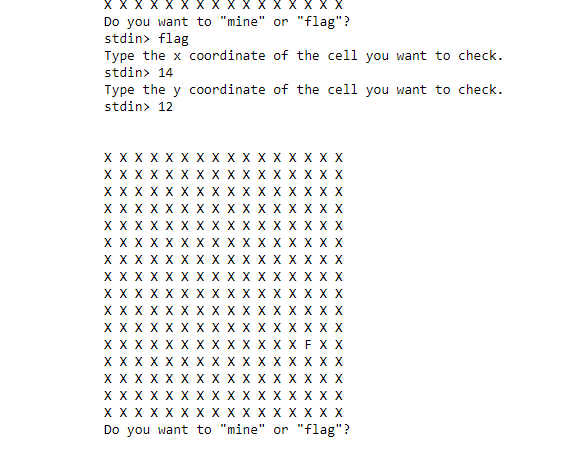 X X X X X X X X X X X X X X X X
Do you want to "mine" or "flag"?
stdin> flag
Type the x coordinate of the cell you want to check.
stdin> 14
Type the y coordinate of the cell you want to check.
stdin> 12
X X X X X X X X X X X X X X X X
X X X X X X X X X X X X X X X X
X X X X X X X X X X X X X X X X
X X X X X X X X X X X X X X X X
X X X X X X X X X X X X X X X X
X X X X X X X X X X X X X X X X
X X X X X X X X X X X X X X X X
X X X X X X X X X X X X X X X X
X X X X X X X X X X X X X X X X
X X X X X X X X X X X X X X X X
X X X X X X X X X X X X X X X X
X X X X X X X X X X X X X F X X
X X X X X X X X X X X X X X X X
X X X X X X X X X X X X X X X X
X X X X X X X X X X X X X X X X
X X X X X X X X X X X X X X X X
Do you want to "mine" or "flag"?